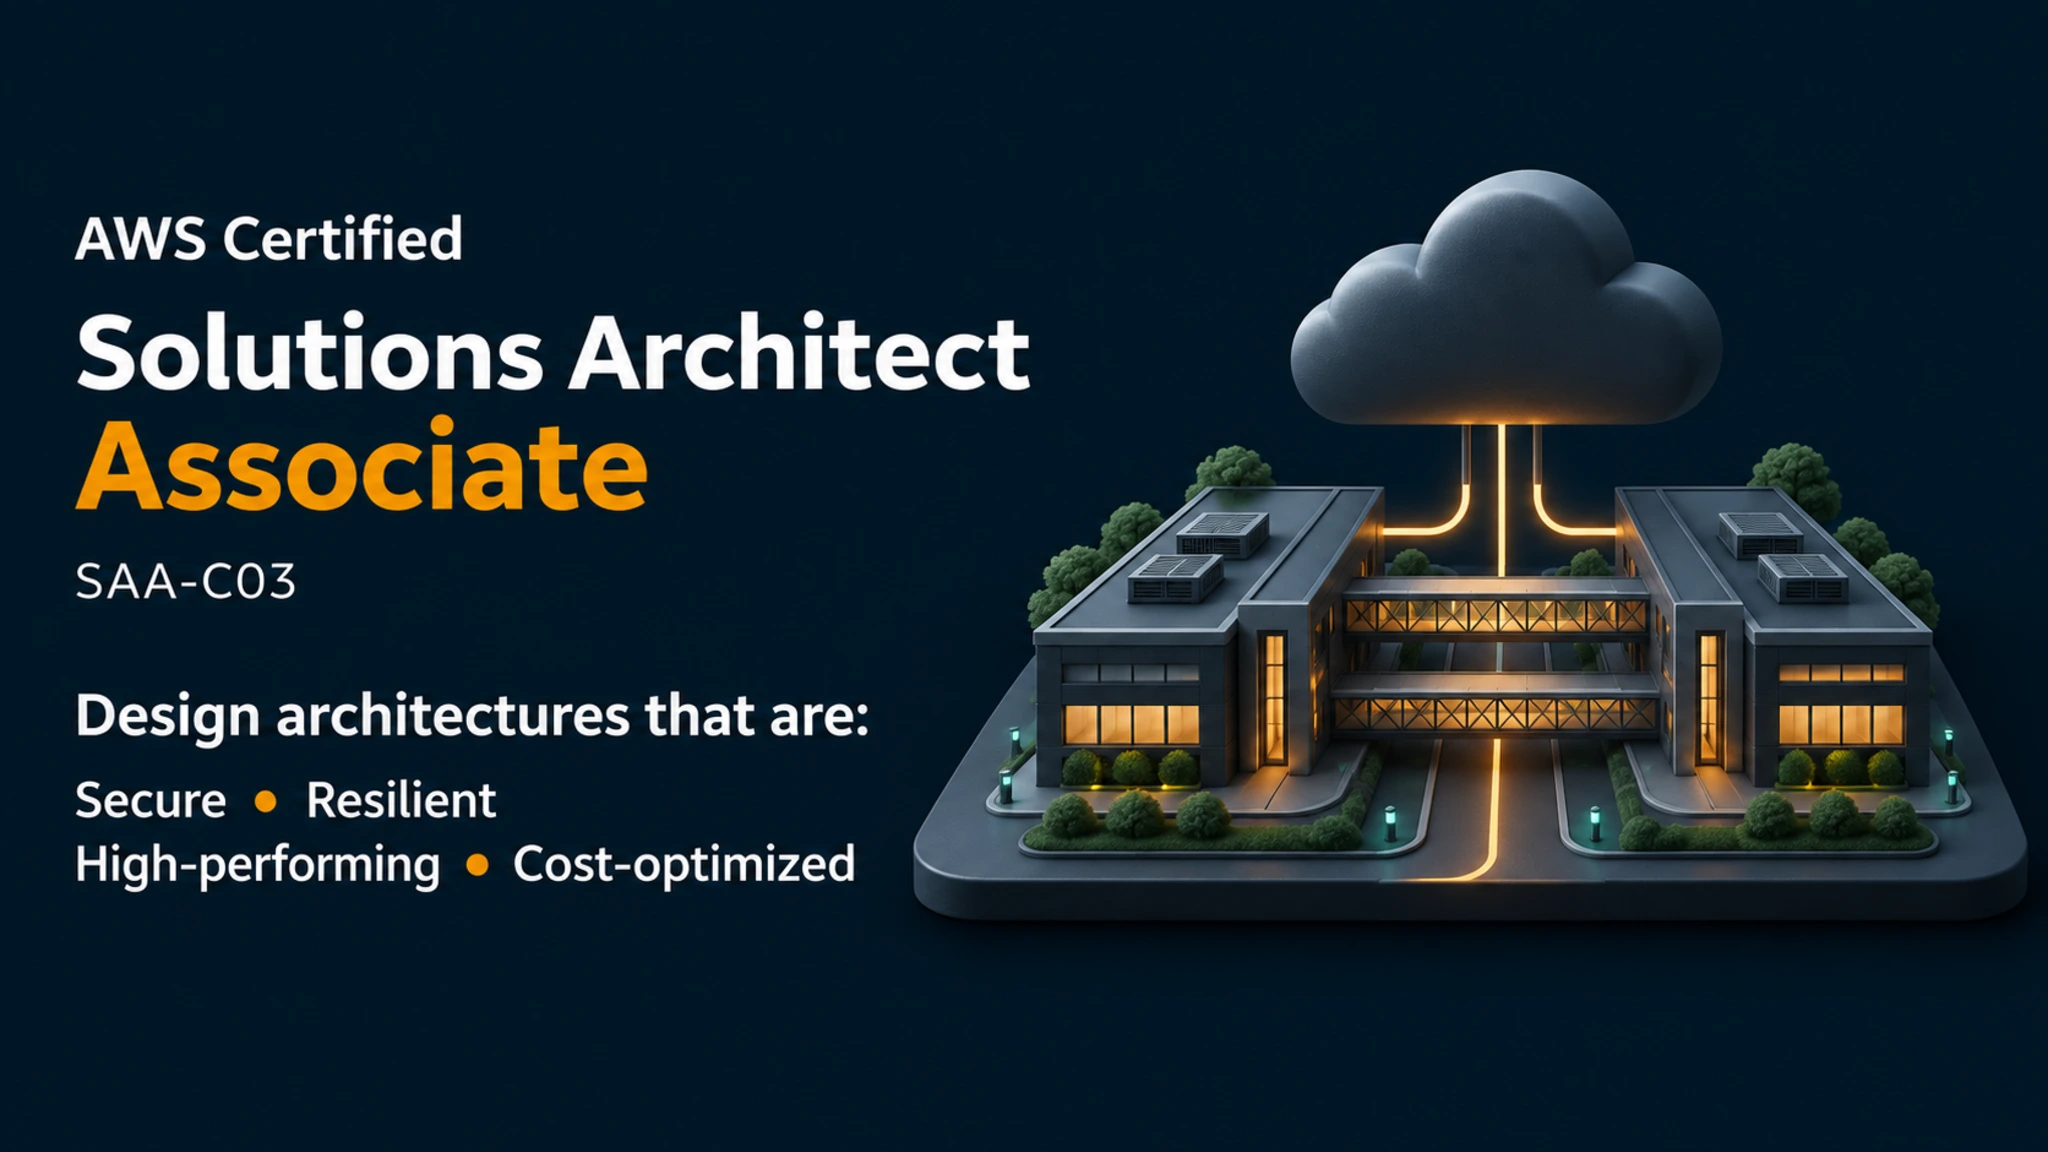 AWS Certified
Solutions Architect
Associate
SAA-C03
Design architectures that are:
Secure • Resilient
High-performing • Cost-optimized